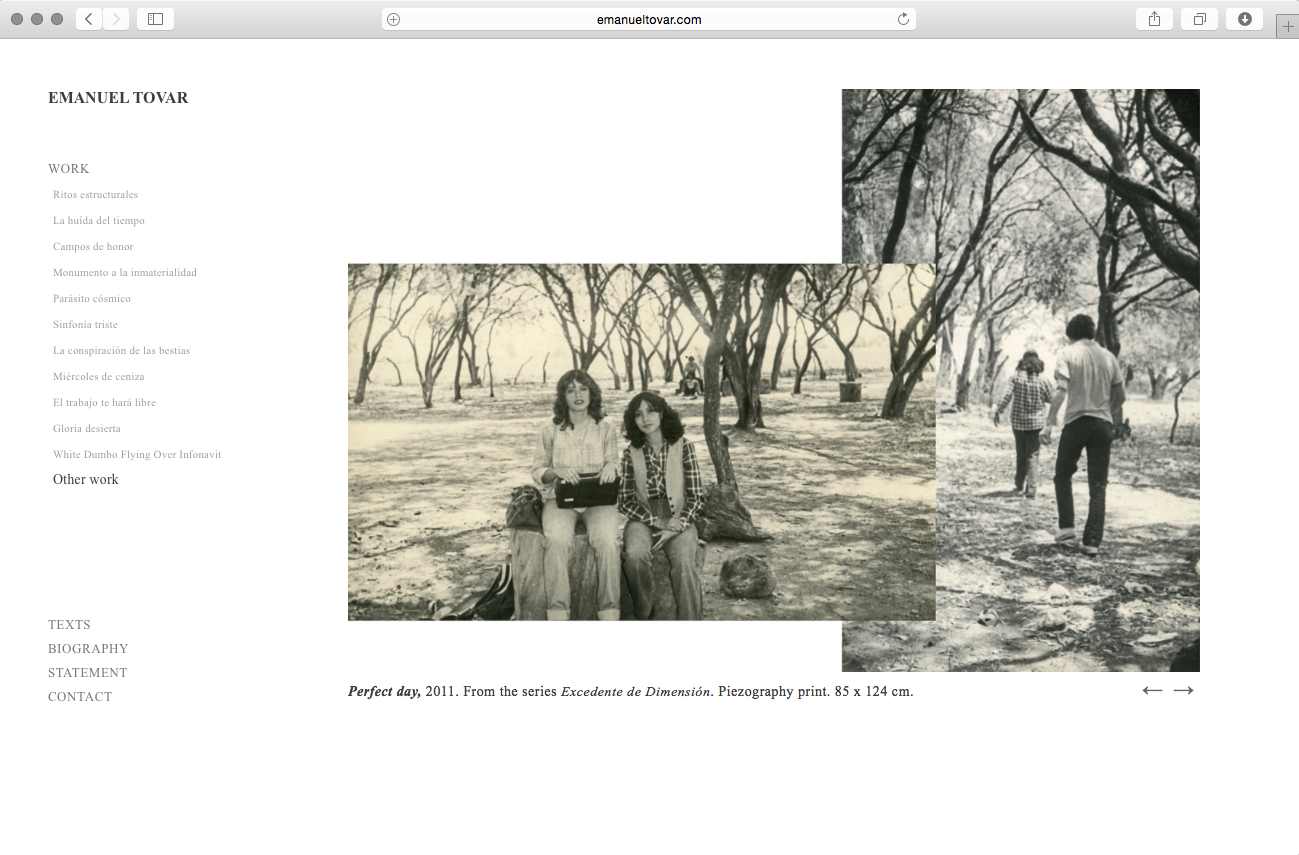 emanueltovar.com
EMANUEL TOVAR
WORK
Ritos estructurales
La huida del tiempo
Campos de honor
Monumento a la inmaterialidad
Parásito cósmico
Sinfonía triste
La conspiración de las bestias
Miércoles de ceniza
El trabajo te hará libre
Gloria desierta
White Dumbo Flying Over Infonavit
Other work
TEXTS
BIOGRAPHY
STATEMENT
CONTACT
Perfect day, 2011. From the series Excedente de Dimensión. Piezography print. 85 x 124 cm.